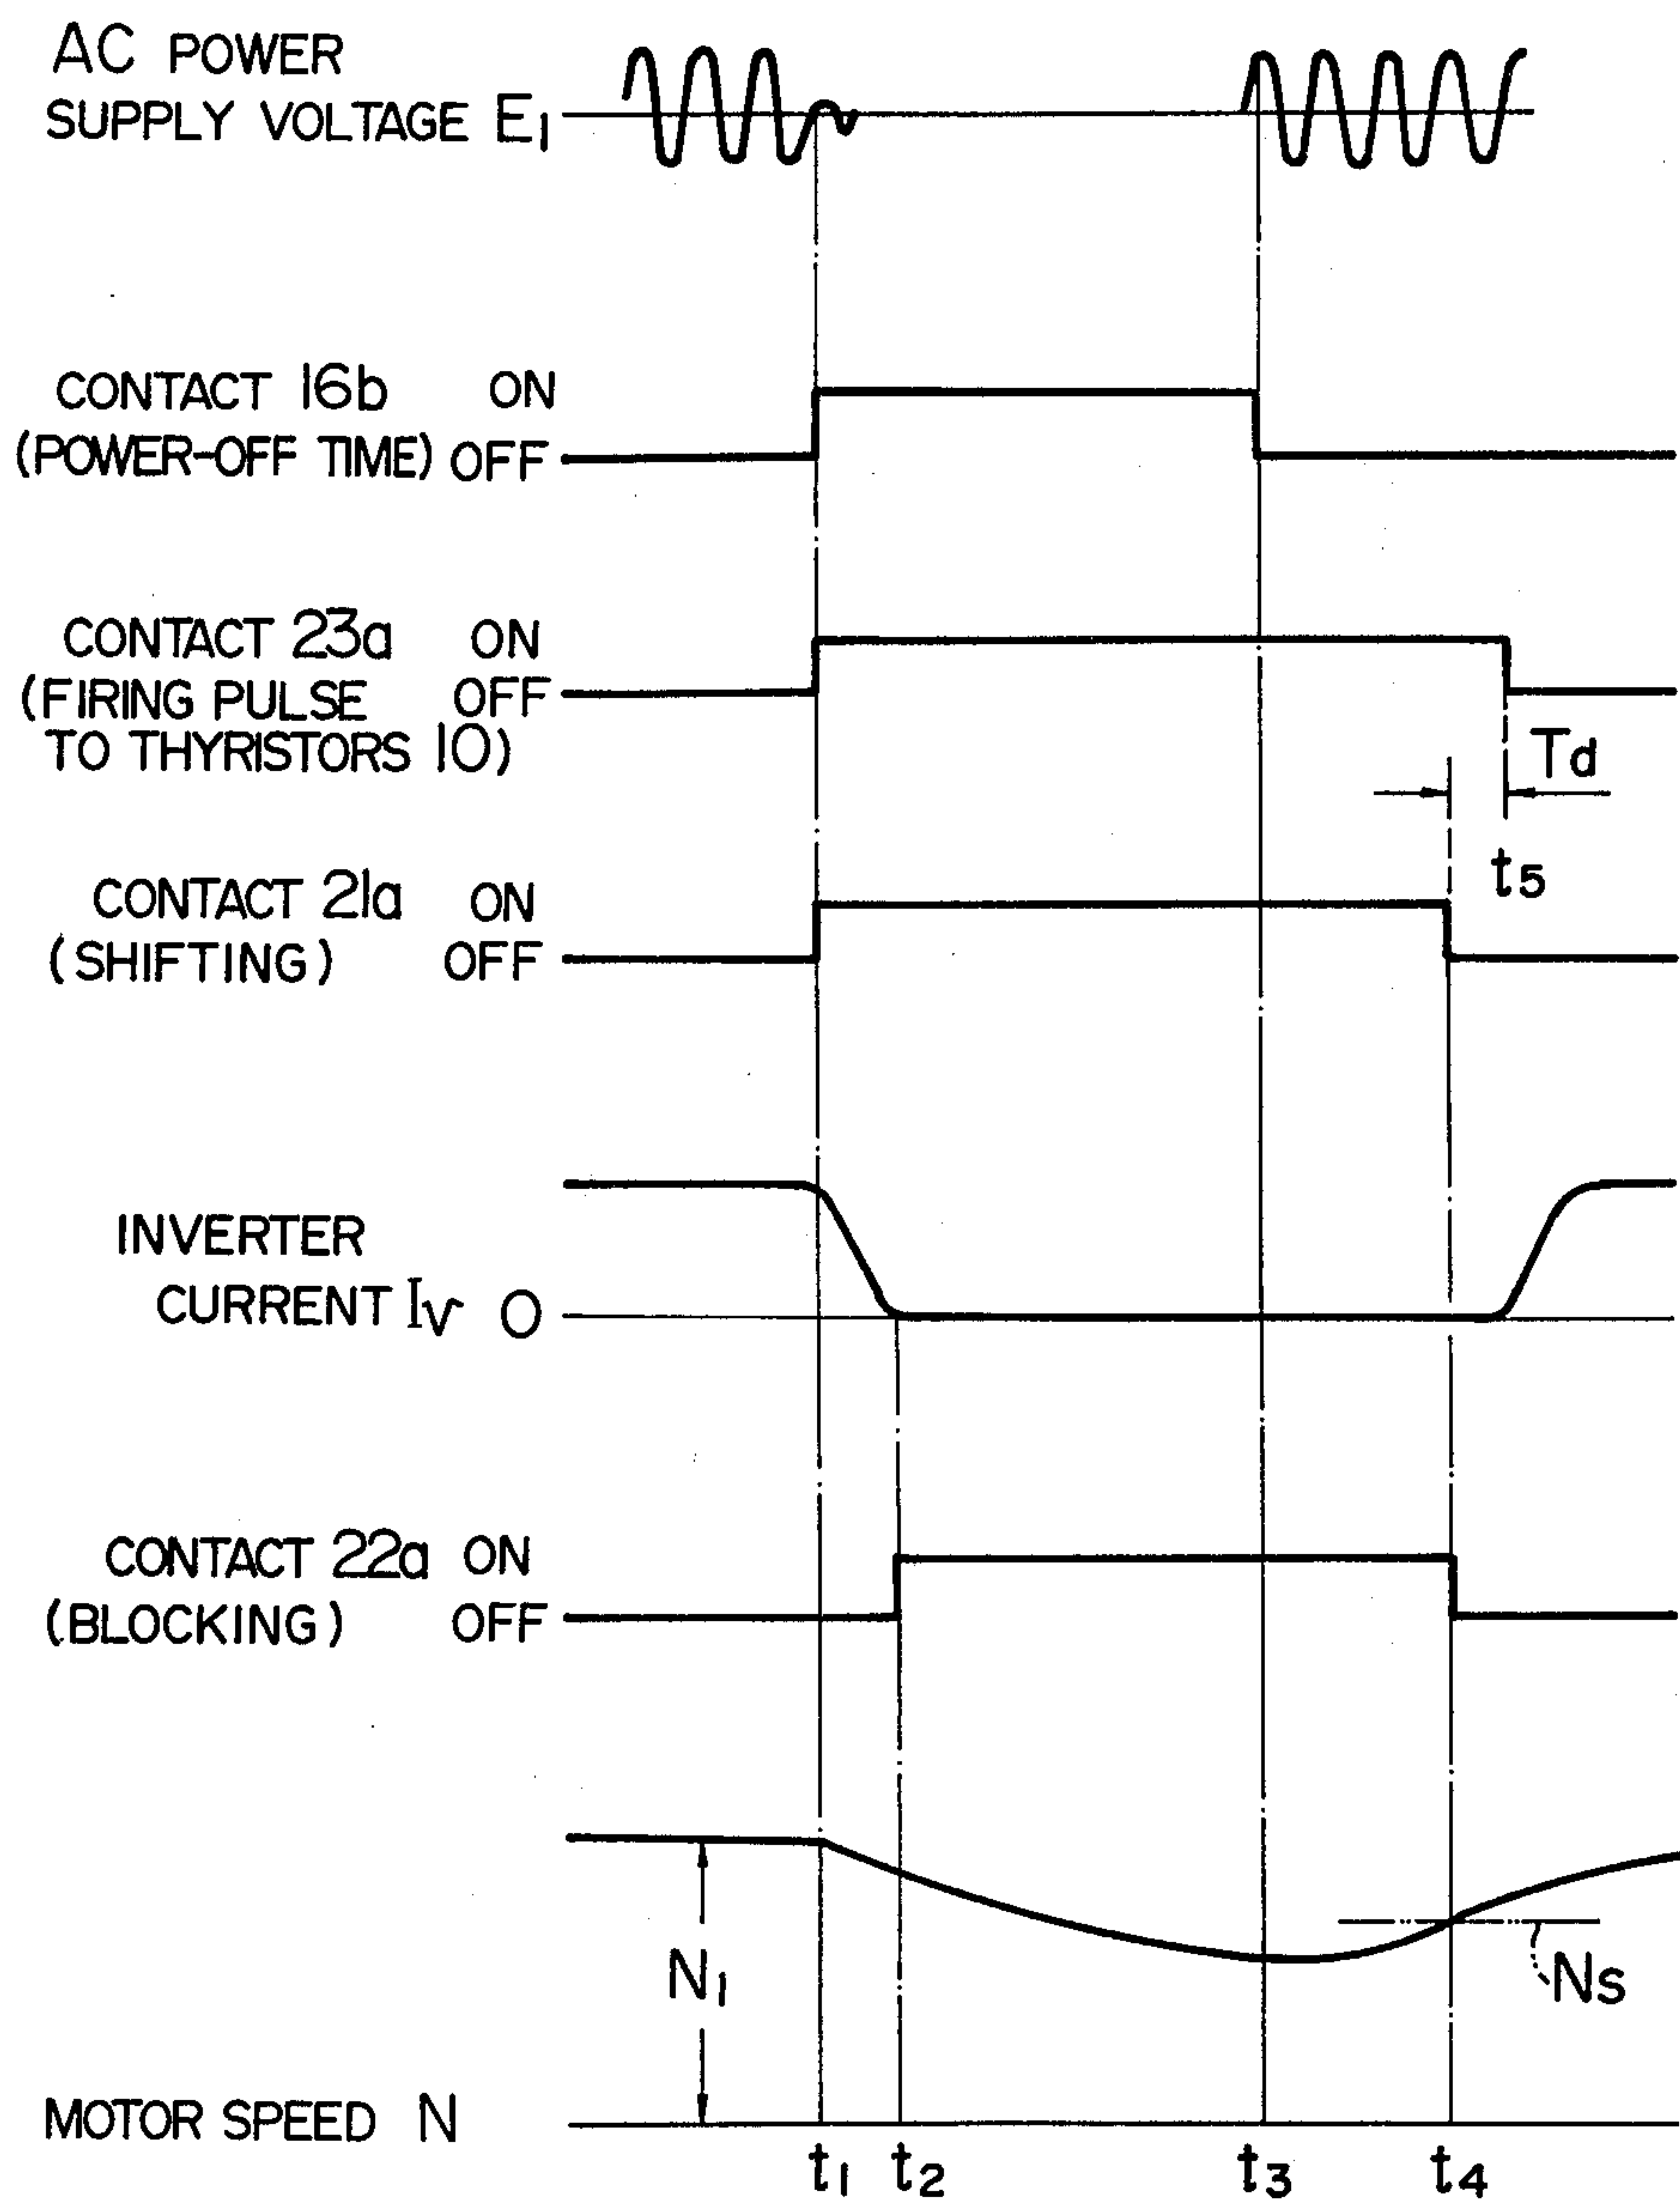 AC POWER
SUPPLY VOLTAGE E1
CONTACT 16b ON
(POWER-OFF TIME) OFF
CONTACT 23a ON
(FIRING PULSE OFF
TO THYRISTORS 10)
Td
t5
CONTACT 21a ON
(SHIFTING) OFF
INVERTER
CURRENT Iv 0
CONTACT 22a ON
(BLOCKING) OFF
N1
Ns
MOTOR SPEED N
t1 t2 t3 t4